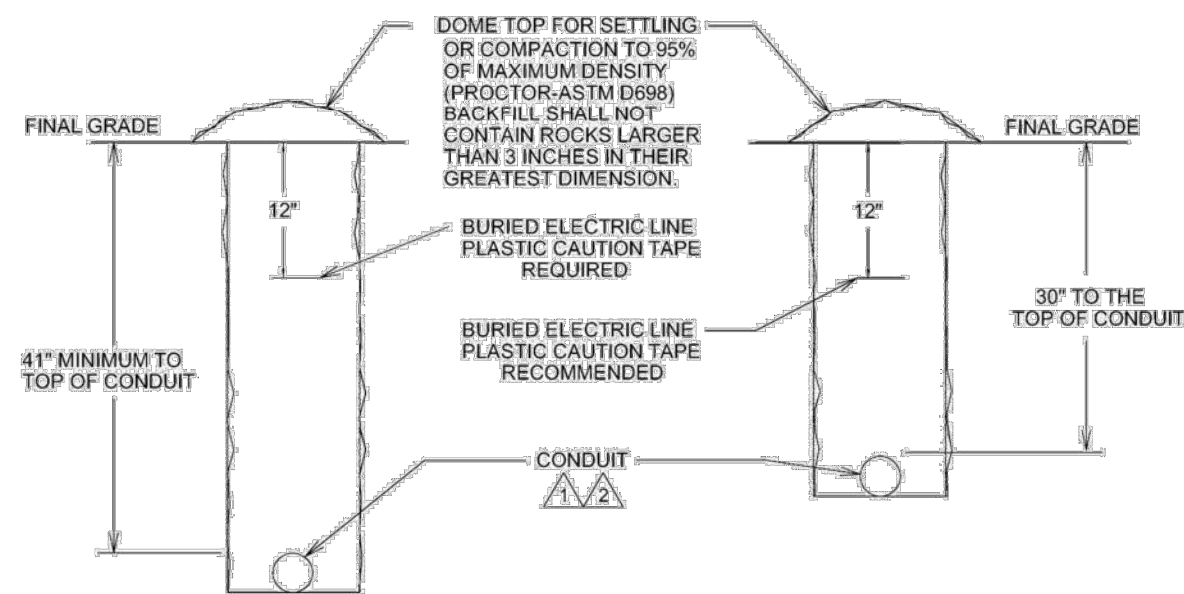 DOME TOP FOR SETTLING
OR COMPACTION TO 95%
OF MAXIMUM DENSITY
(PROCTOR-ASTM D698)
BACKFILL SHALL NOT
CONTAIN ROCKS LARGER
THAN 3 INCHES IN THEIR
GREATEST DIMENSION.
FINAL GRADE
FINAL GRADE
12"
12"
BURIED ELECTRIC LINE
PLASTIC CAUTION TAPE
REQUIRED
30" TO THE
TOP OF CONDUIT
BURIED ELECTRIC LINE
PLASTIC CAUTION TAPE
RECOMMENDED
41" MINIMUM TO
TOP OF CONDUIT
CONDUIT
1 2